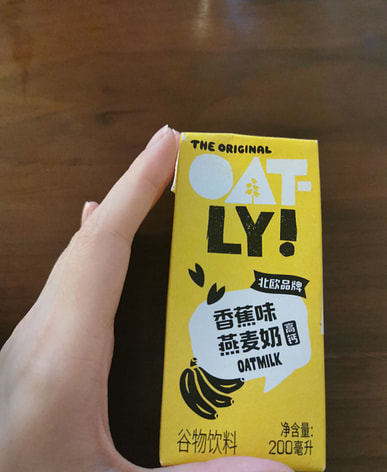 THE ORIGINAL
OAT-
LY!
北欧品牌
香蕉味
燕麦奶 高钙
OATMILK
谷物饮料
净含量:
200毫升